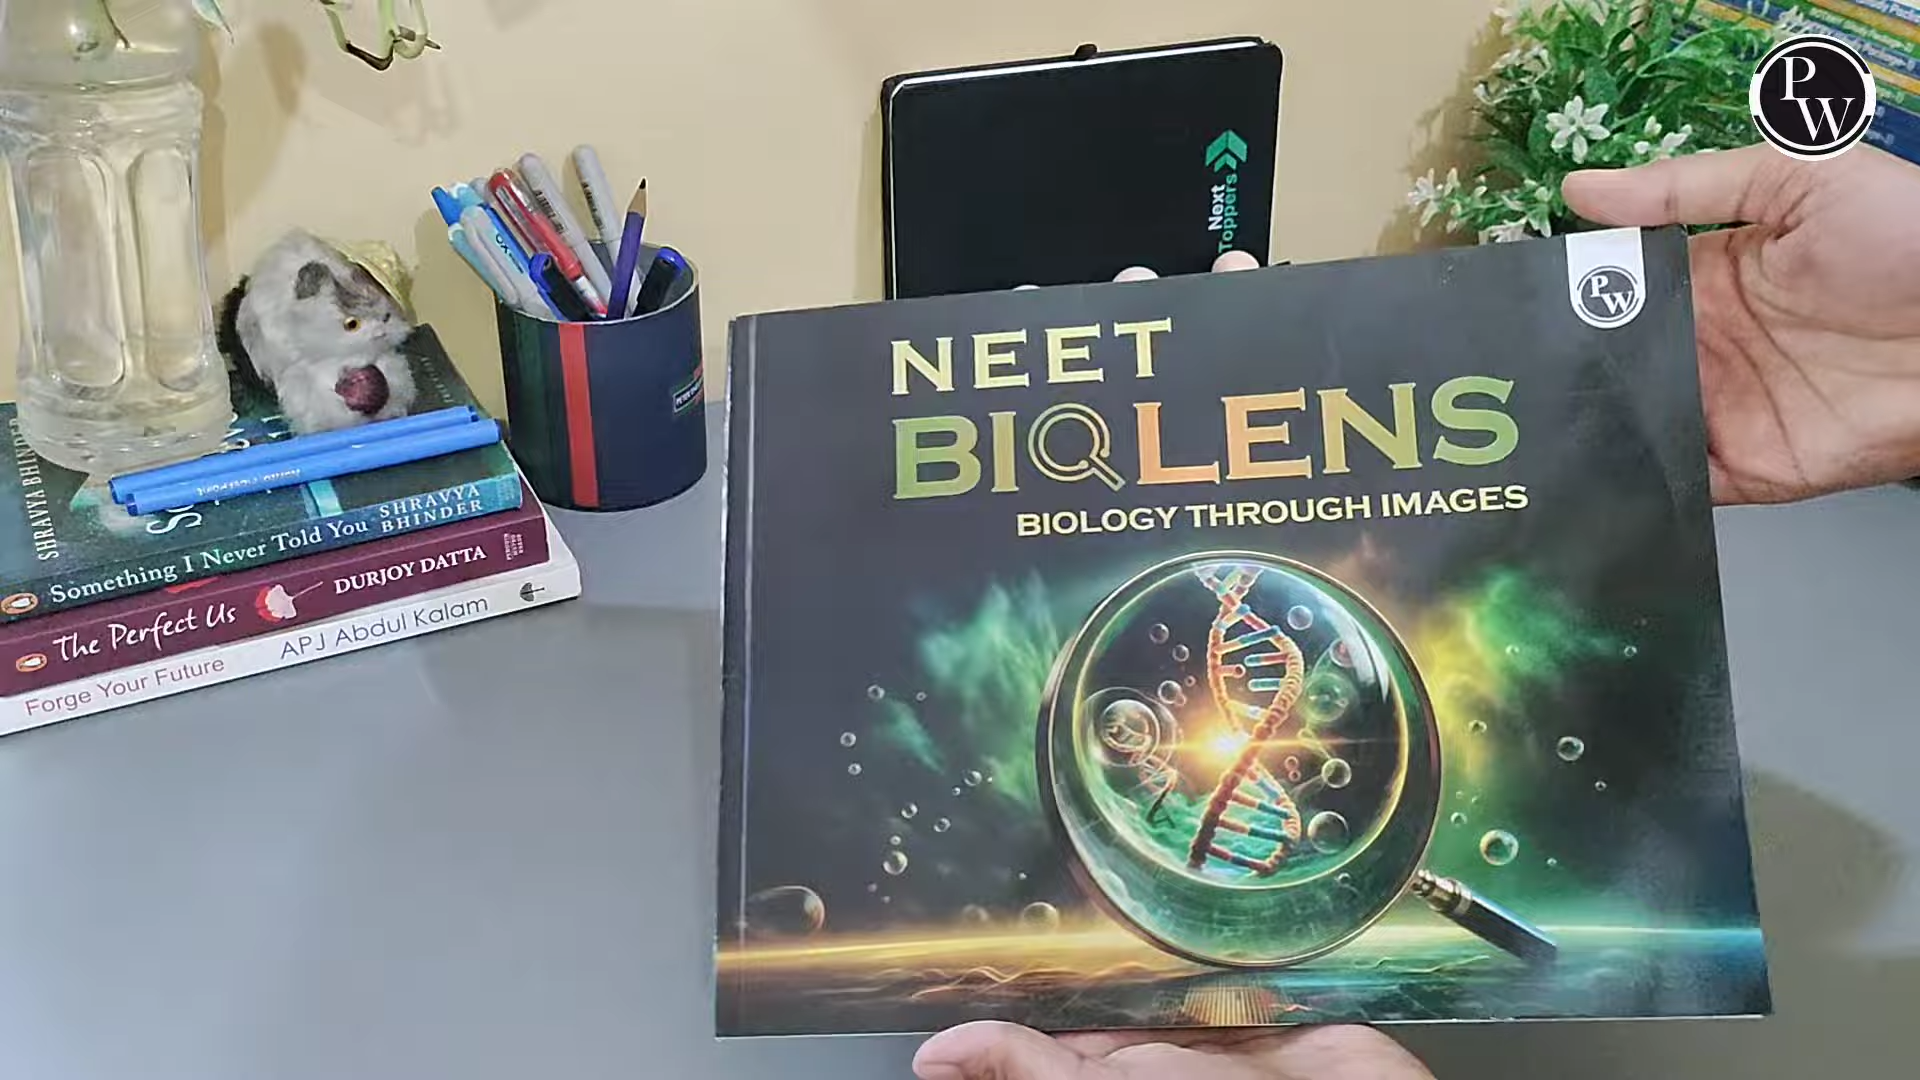 PW
Next
Toppers
PW
NEET
BIOLENS
BIOLOGY THROUGH IMAGES
SHRAVYA BHINDER
Something I Never Told You SHRAVYA BHINDER
The Perfect Us DURJOY DATTA
Forge Your Future APJ Abdul Kalam